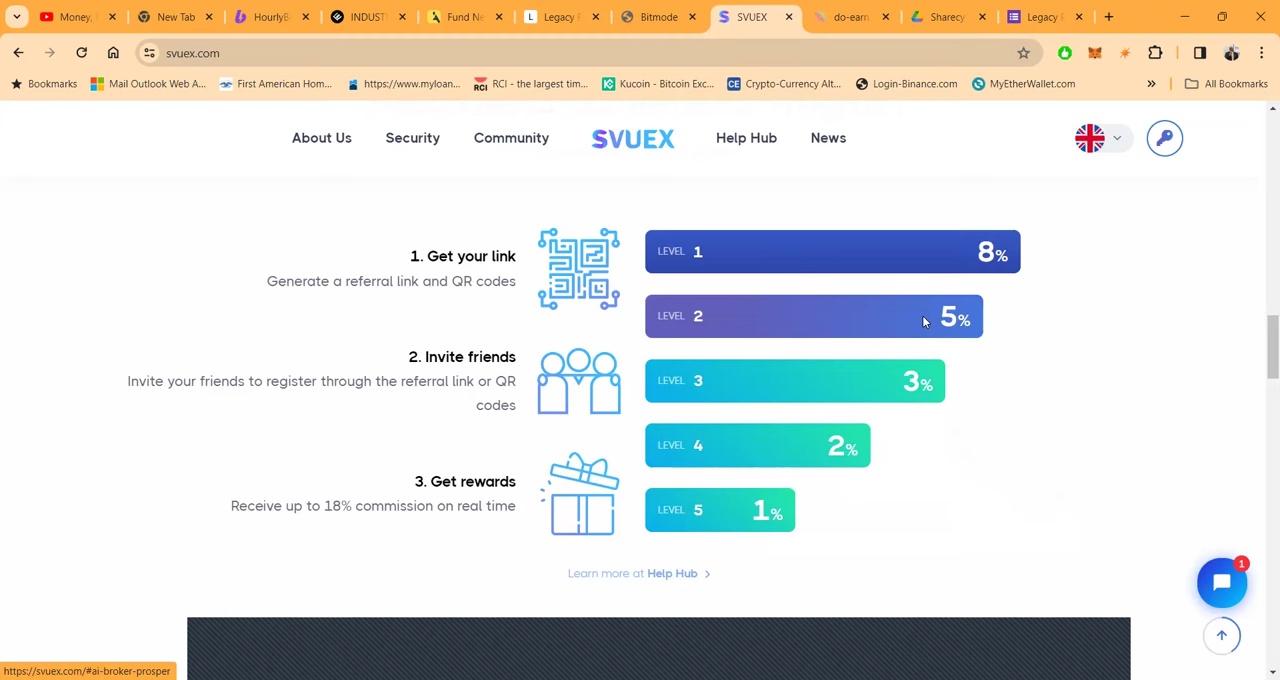 Money,
New Tab
HourlyB
INDUST
Fund Ne
Legacy F
Bitmode
SVUEX
do-earn
Sharecy
Legacy F
svuex.com
Bookmarks
Mail Outlook Web A...
First American Hom...
https://www.myloan...
RCI - the largest tim...
Kucoin - Bitcoin Exc...
Crypto-Currency Alt...
Login-Binance.com
MyEtherWallet.com
All Bookmarks
About Us
Security
Community
SVUEX
Help Hub
News
1. Get your link
Generate a referral link and QR codes
2. Invite friends
Invite your friends to register through the referral link or QR
codes
3. Get rewards
Receive up to 18% commission on real time
LEVEL 1 8%
LEVEL 2 5%
LEVEL 3 3%
LEVEL 4 2%
LEVEL 5 1%
Learn more at Help Hub
1
https://svuex.com/#ai-broker-prosper